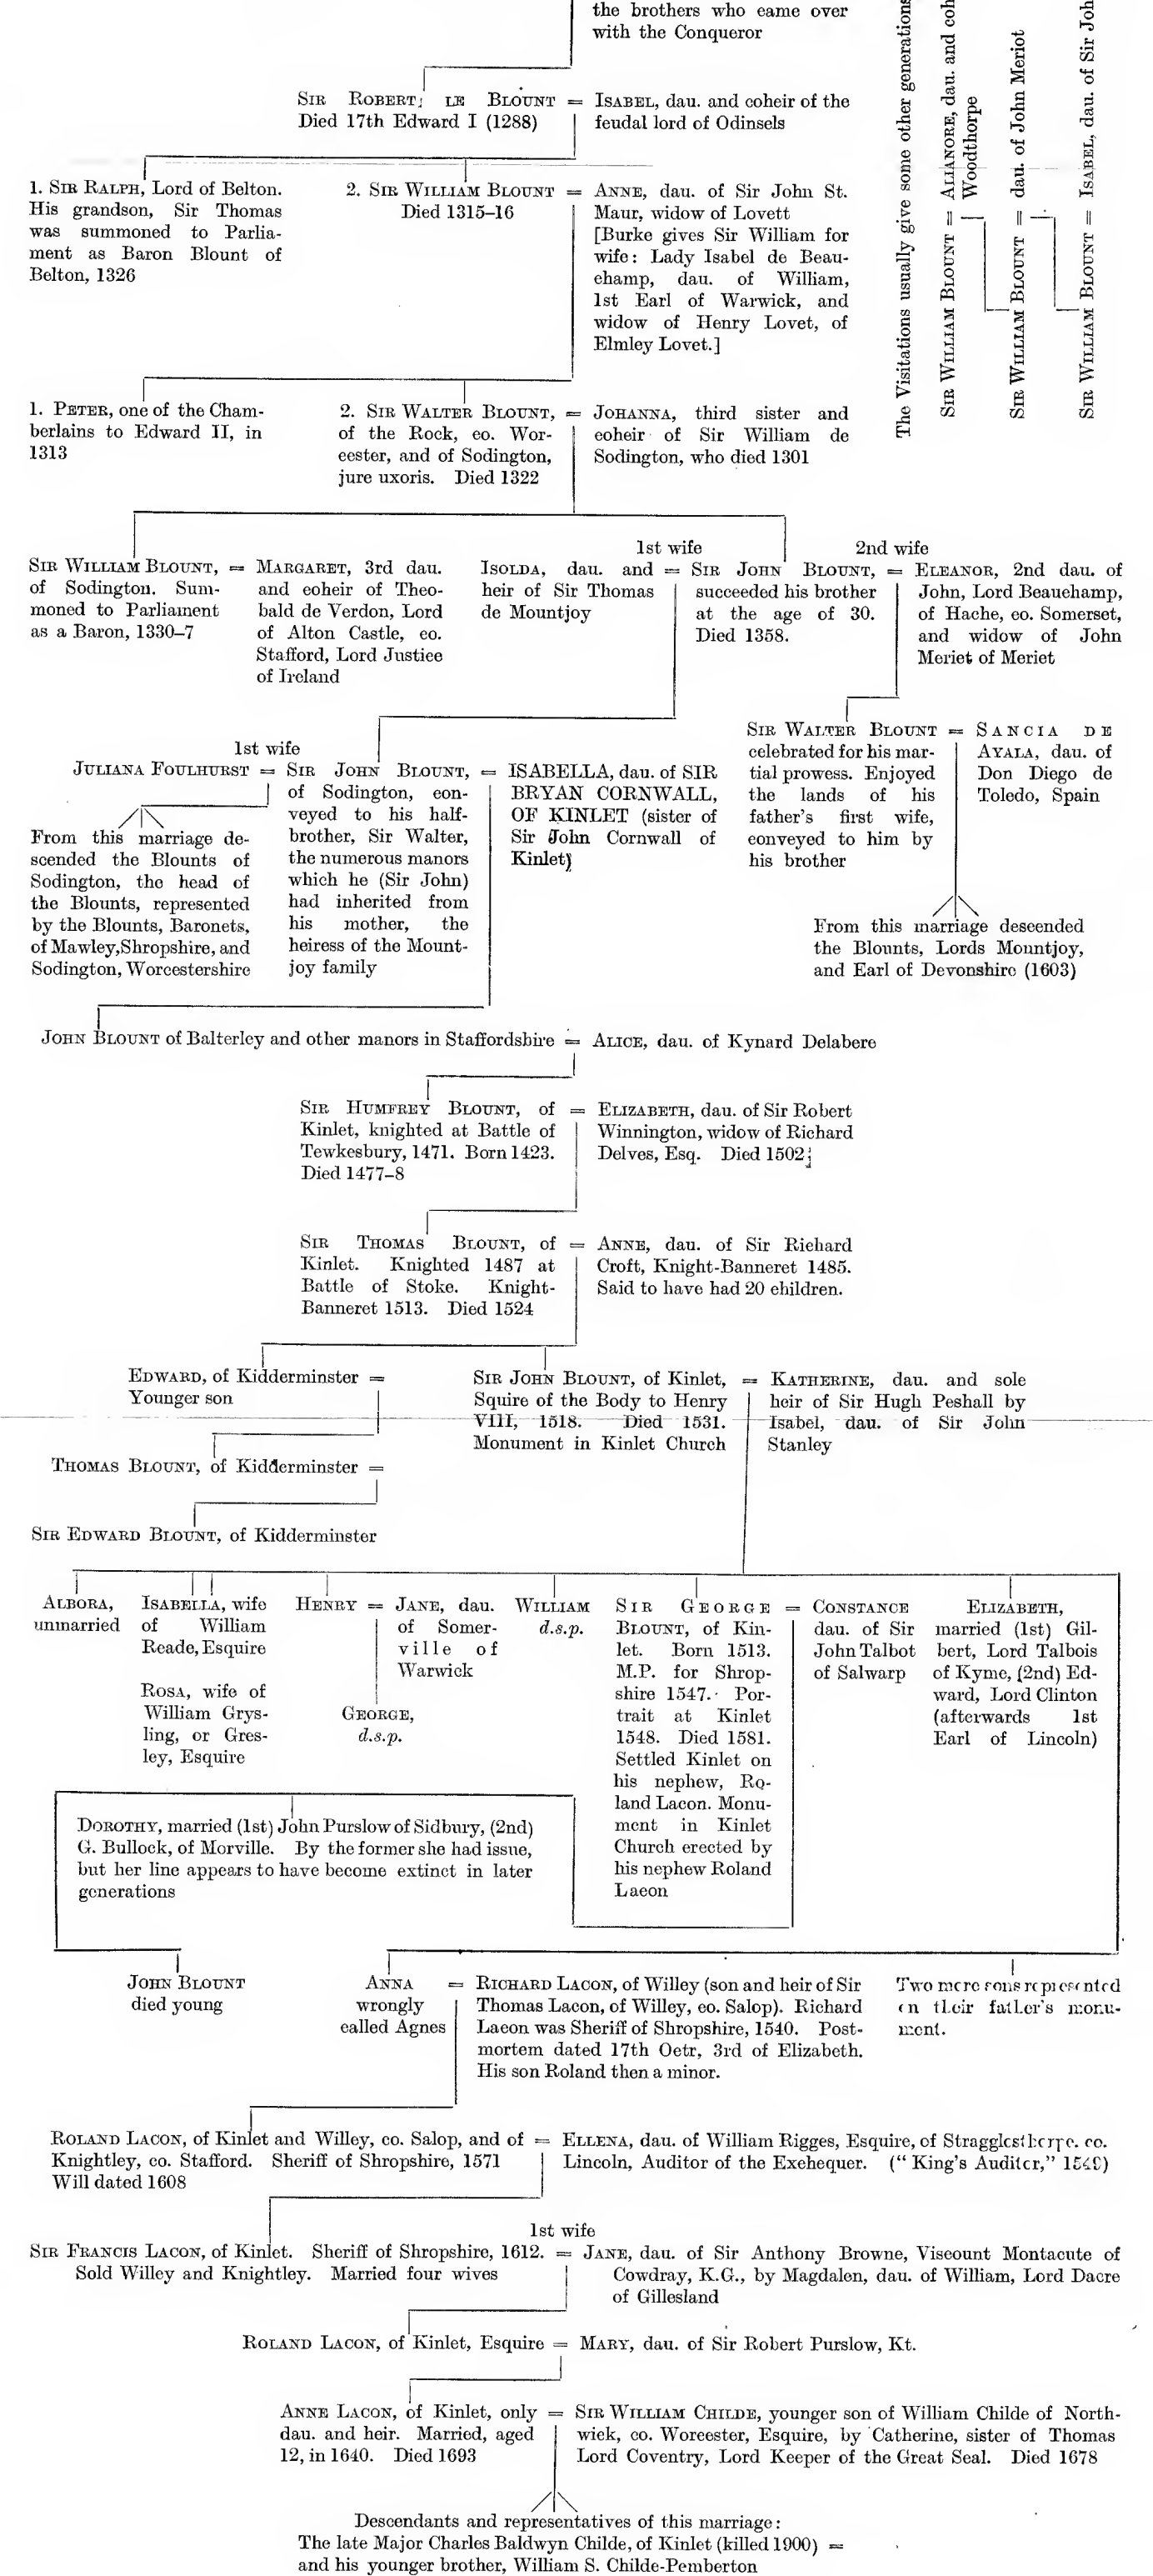 the brothers who came over
with the Conqueror
The Visitations usually give some other generations
SIR WILLIAM BLOUNT = ALIANORE, dau. and coh
Woodthorpe
SIR WILLIAM BLOUNT = dau. of John Meriot
SIR WILLIAM BLOUNT = ISABEL, dau. of Sir Joh
SIR ROBERT LE BLOUNT = ISABEL, dau. and coheir of the
Died 17th Edward I (1288)
feudal lord of Odinsels
1. SIR RALPH, Lord of Belton.
His grandson, Sir Thomas
was summoned to Parlia-
ment as Baron Blount of
Belton, 1326
2. SIR WILLIAM BLOUNT =
Died 1315–16
ANNE, dau. of Sir John St.
Maur, widow of Lovett
[Burke gives Sir William for
wife: Lady Isabel de Beau-
champ, dau. of William,
1st Earl of Warwick, and
widow of Henry Lovet, of
Elmley Lovet.]
1. PETER, one of the Cham-
berlains to Edward II, in
1313
2. SIR WALTER BLOUNT, =
of the Rock, co. Wor-
cester, and of Sodington,
jure uxoris. Died 1322
JOHANNA, third sister and
coheir of Sir William de
Sodington, who died 1301
SIR WILLIAM BLOUNT, =
of Sodington. Sum-
moned to Parliament
as a Baron, 1330–7
MARGARET, 3rd dau.
and coheir of Theo-
bald de Verdon, Lord
of Alton Castle, co.
Stafford, Lord Justice
of Ireland
1st wife
ISOLDA, dau. and =
heir of Sir Thomas
de Mountjoy
SIR JOHN BLOUNT, =
succeeded his brother
at the age of 30.
Died 1358.
2nd wife
ELEANOR, 2nd dau. of
John, Lord Beauchamp,
of Hache, co. Somerset,
and widow of John
Meriet of Meriet
1st wife
JULIANA FOULHURST =
From this marriage de-
scended the Blounts of
Sodington, the head of
the Blounts, represented
by the Blounts, Baronets,
of Mawley, Shropshire, and
Sodington, Worcestershire
SIR JOHN BLOUNT, =
of Sodington, con-
veyed to his half-
brother, Sir Walter,
the numerous manors
which he (Sir John)
had inherited from
his mother, the
heiress of the Mount-
joy family
ISABELLA, dau. of SIR
BRYAN CORNWALL,
OF KINLET (sister of
Sir John Cornwall of
Kinlet)
SIR WALTER BLOUNT =
celebrated for his mar-
tial prowess. Enjoyed
the lands of his
father's first wife,
conveyed to him by
his brother
SANCIA DE
AYALA, dau. of
Don Diego de
Toledo, Spain
From this marriage descended
the Blounts, Lords Mountjoy,
and Earl of Devonshire (1603)
JOHN BLOUNT of Balterley and other manors in Staffordshire = ALICE, dau. of Kynard Delabere
SIR HUMFREY BLOUNT, of =
Kinlet, knighted at Battle of
Tewkesbury, 1471. Born 1423.
Died 1477–8
ELIZABETH, dau. of Sir Robert
Winnington, widow of Richard
Delves, Esq. Died 1502
SIR THOMAS BLOUNT, of =
Kinlet. Knighted 1487 at
Battle of Stoke. Knight-
Banneret 1513. Died 1524
ANNE, dau. of Sir Richard
Croft, Knight-Banneret 1485.
Said to have had 20 children.
EDWARD, of Kidderminster =
Younger son
SIR JOHN BLOUNT, of Kinlet, =
Squire of the Body to Henry
VIII, 1518. Died 1531.
Monument in Kinlet Church
KATHERINE, dau. and sole
heir of Sir Hugh Peshall by
Isabel, dau. of Sir John
Stanley
THOMAS BLOUNT, of Kidderminster =
SIR EDWARD BLOUNT, of Kidderminster
ALBORA,
unmarried
ISABELLA, wife
of William
Reade, Esquire
ROSA, wife of
William Grys-
ling, or Gres-
ley, Esquire
HENRY =
JANE, dau.
of Somer-
ville of
Warwick
GEORGE,
d.s.p.
WILLIAM
d.s.p.
SIR GEORGE =
BLOUNT, of Kin-
let. Born 1513.
M.P. for Shrop-
shire 1547. Por-
trait at Kinlet
1548. Died 1581.
Settled Kinlet on
his nephew, Ro-
land Lacon. Monu-
ment in Kinlet
Church erected by
his nephew Roland
Lacon
CONSTANCE
dau. of Sir
John Talbot
of Salwarp
ELIZABETH,
married (1st) Gil-
bert, Lord Talbois
of Kyme, (2nd) Ed-
ward, Lord Clinton
(afterwards 1st
Earl of Lincoln)
DOROTHY, married (1st) John Purslow of Sidbury, (2nd)
G. Bullock, of Morville. By the former she had issue,
but her line appears to have become extinct in later
generations
JOHN BLOUNT
died young
ANNA =
wrongly
called Agnes
RICHARD LACON, of Willey (son and heir of Sir
Thomas Lacon, of Willey, co. Salop). Richard
Lacon was Sheriff of Shropshire, 1540. Post-
mortem dated 17th Octr, 3rd of Elizabeth.
His son Roland then a minor.
Two more sons represented
on their father's monu-
ment.
ROLAND LACON, of Kinlet and Willey, co. Salop, and of =
Knightley, co. Stafford. Sheriff of Shropshire, 1571
Will dated 1608
ELLENA, dau. of William Rigges, Esquire, of Stragglesthorpe, co.
Lincoln, Auditor of the Exchequer. ("King's Auditor," 1549)
1st wife
SIR FRANCIS LACON, of Kinlet. Sheriff of Shropshire, 1612. =
Sold Willey and Knightley. Married four wives
JANE, dau. of Sir Anthony Browne, Viscount Montacute of
Cowdray, K.G., by Magdalen, dau. of William, Lord Dacre
of Gillesland
ROLAND LACON, of Kinlet, Esquire = MARY, dau. of Sir Robert Purslow, Kt.
ANNE LACON, of Kinlet, only =
dau. and heir. Married, aged
12, in 1640. Died 1693
SIR WILLIAM CHILDE, younger son of William Childe of North-
wick, co. Worcester, Esquire, by Catherine, sister of Thomas
Lord Coventry, Lord Keeper of the Great Seal. Died 1678
Descendants and representatives of this marriage:
The late Major Charles Baldwyn Childe, of Kinlet (killed 1900) =
and his younger brother, William S. Childe-Pemberton